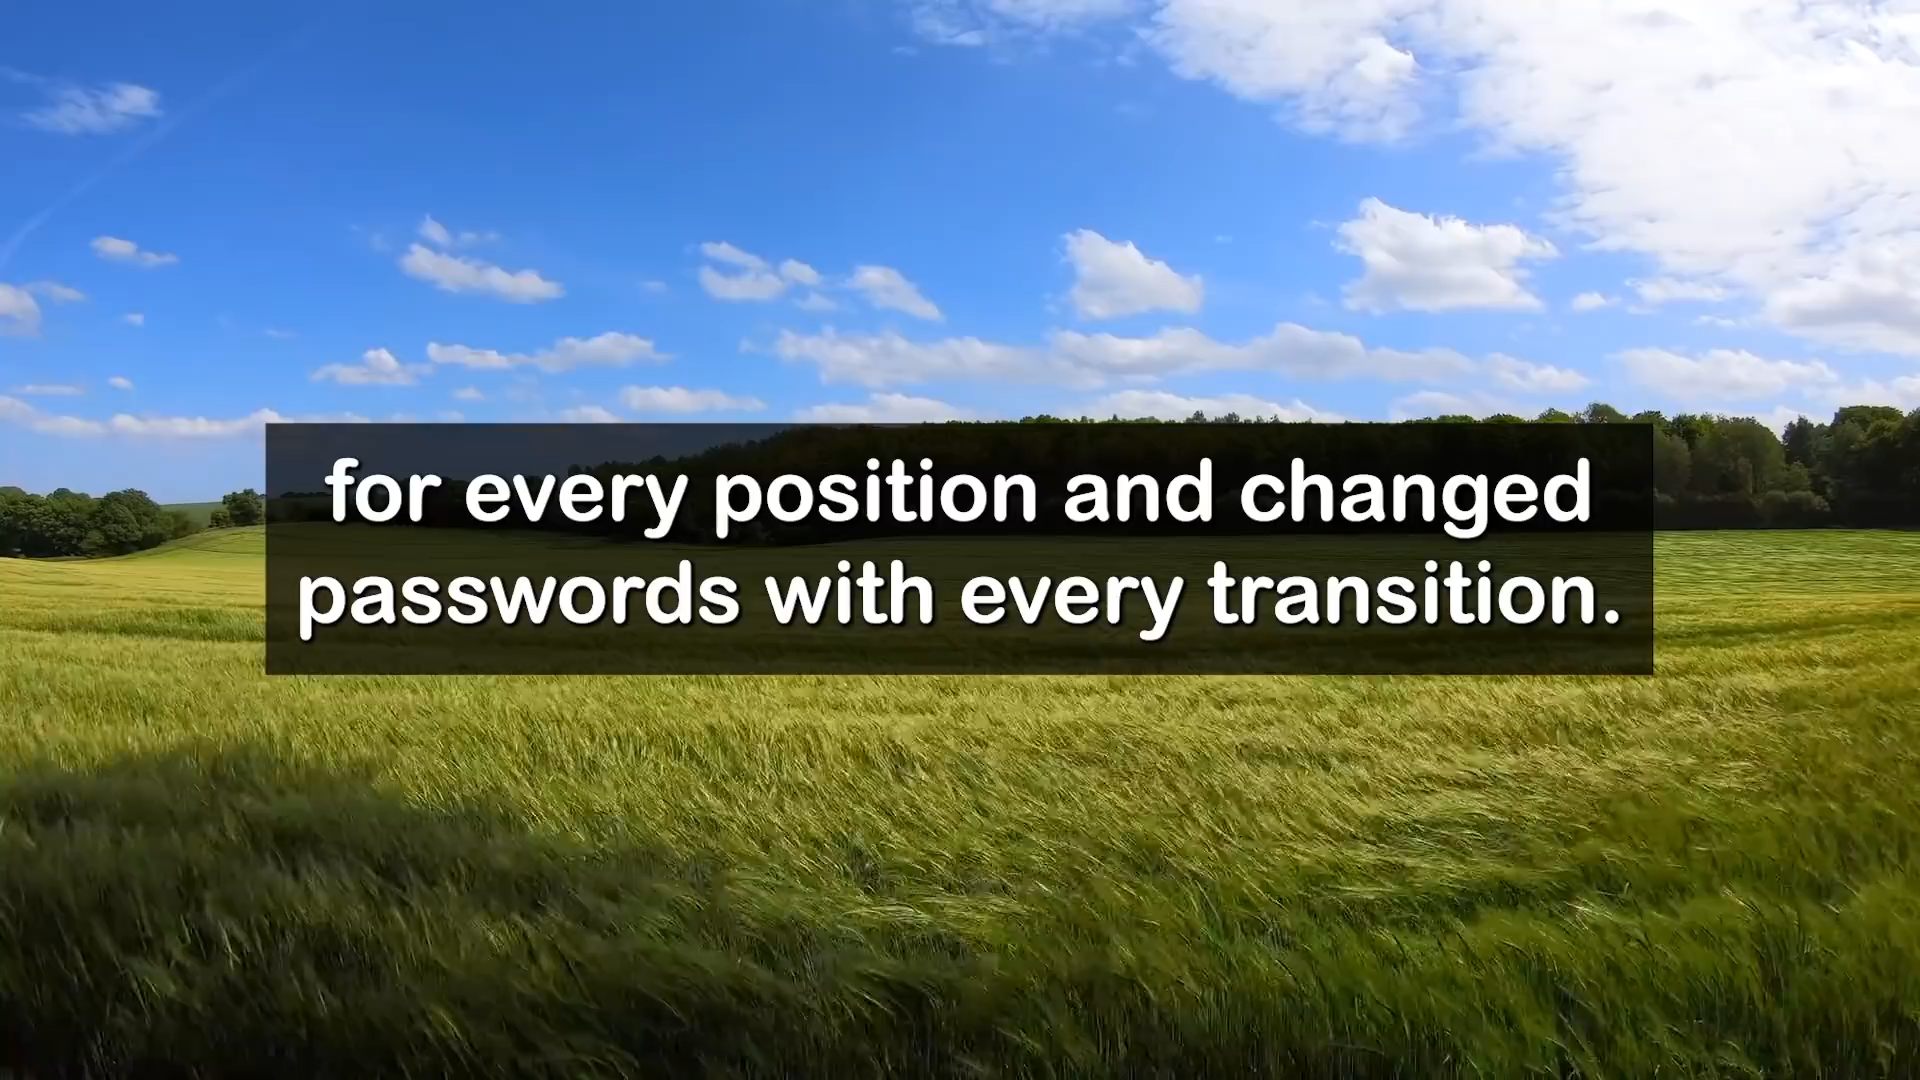 for every position and changed
passwords with every transition.